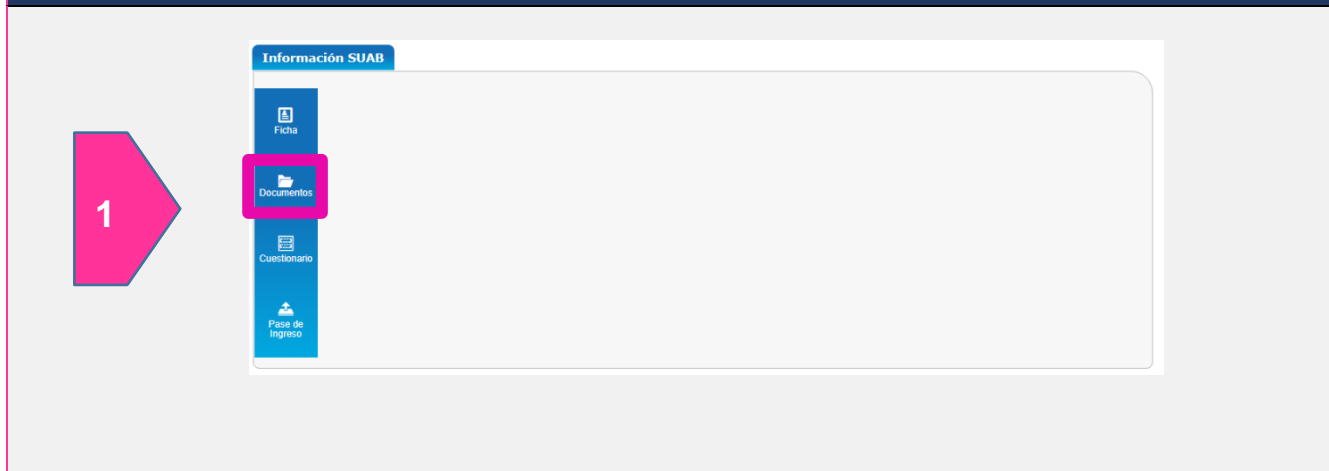 Información SUAB
Ficha
1
Documentos
Cuestionario
Pase de
Ingreso